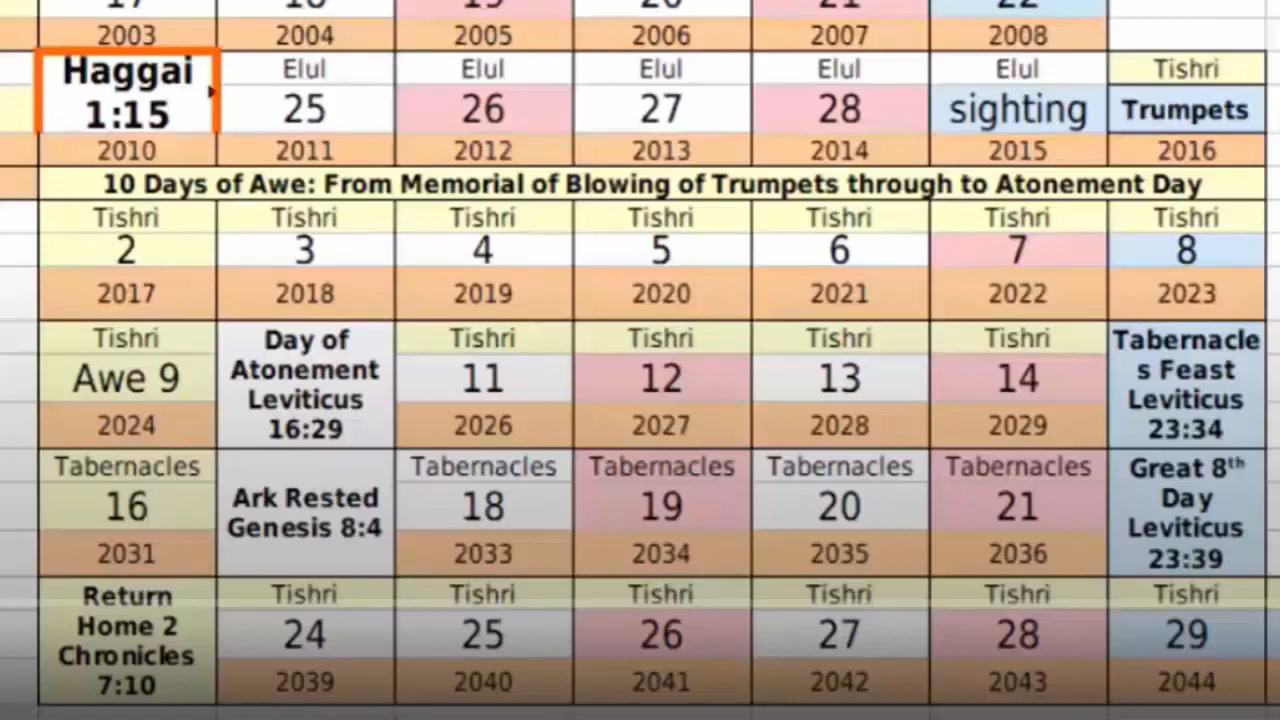 17 18 19 20 21 22
2003 2004 2005 2006 2007 2008
Haggai Elul Elul Elul Elul Elul Tishri
1:15 25 26 27 28 sighting Trumpets
2010 2011 2012 2013 2014 2015 2016
10 Days of Awe: From Memorial of Blowing of Trumpets through to Atonement Day
Tishri Tishri Tishri Tishri Tishri Tishri Tishri
2 3 4 5 6 7 8
2017 2018 2019 2020 2021 2022 2023
Tishri Day of Tishri Tishri Tishri Tishri Tabernacle
Atonement s Feast
Awe 9 Leviticus 11 12 13 14 Leviticus
2024 16:29 2026 2027 2028 2029 23:34
Tabernacles Tabernacles Tabernacles Tabernacles Tabernacles Great 8th
16 Ark Rested 18 19 20 21 Day
Genesis 8:4 Leviticus
2031 2033 2034 2035 2036 23:39
Return Tishri Tishri Tishri Tishri Tishri Tishri
Home 2 24 25 26 27 28 29
Chronicles
7:10 2039 2040 2041 2042 2043 2044